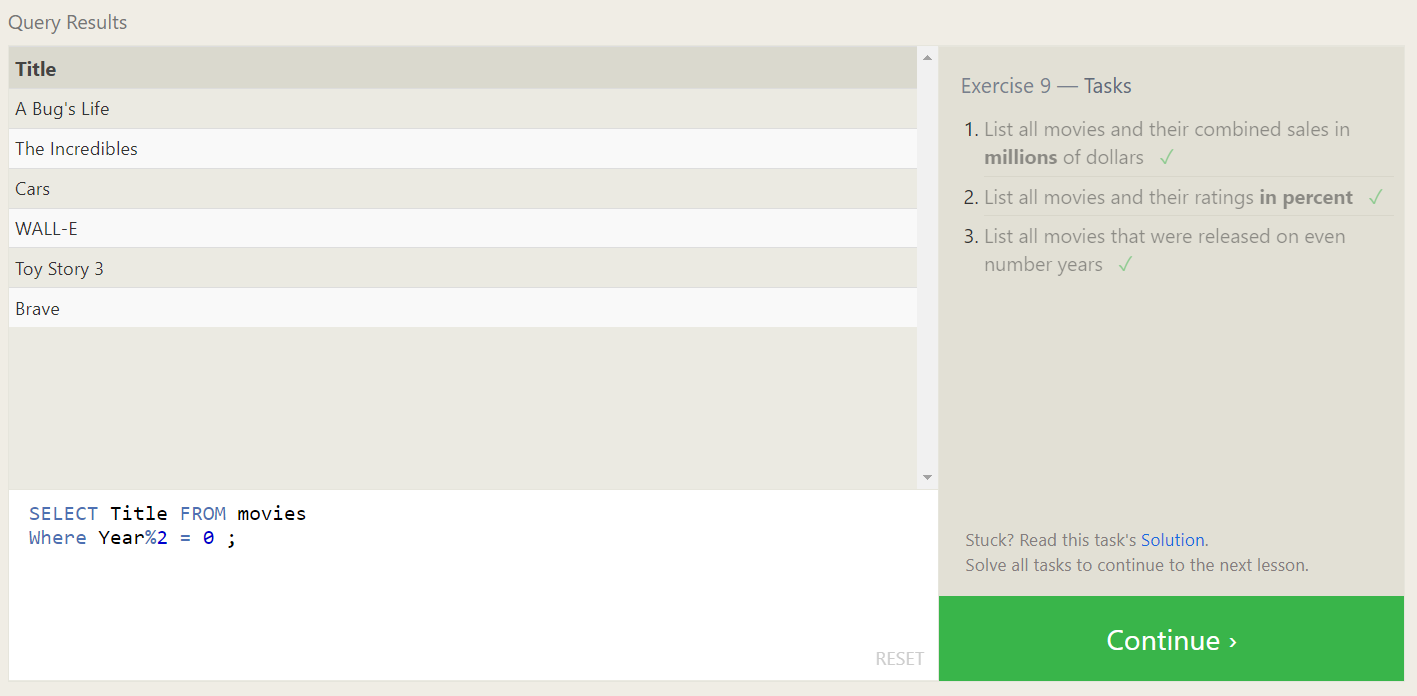 Query Results
Title
A Bug's Life
The Incredibles
Cars
WALL-E
Toy Story 3
Brave
SELECT Title FROM movies
Where Year%2 = 0 ;
RESET
Exercise 9 — Tasks
1. List all movies and their combined sales in
millions of dollars ✓
2. List all movies and their ratings in percent ✓
3. List all movies that were released on even
number years ✓
Stuck? Read this task's Solution.
Solve all tasks to continue to the next lesson.
Continue ›